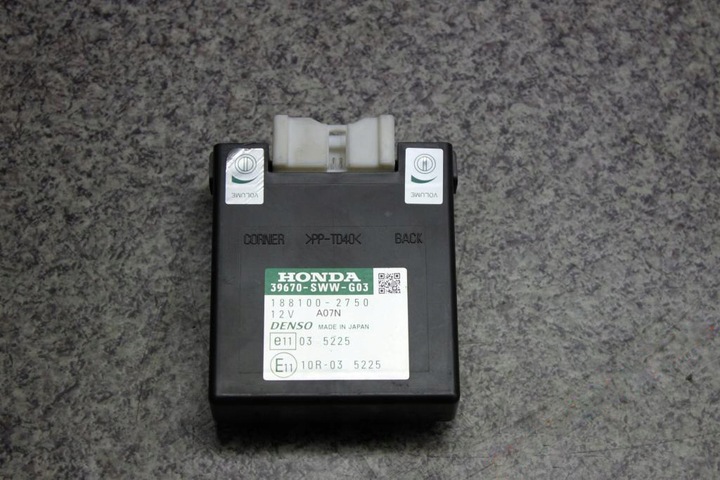 VOLUME
VOLUME
CORNER >PP-TD40< BACK
HONDA
39670-SWW-G03
188100-2750
12V A07N
DENSO MADE IN JAPAN
e11 03 5225
E11 10R-03 5225